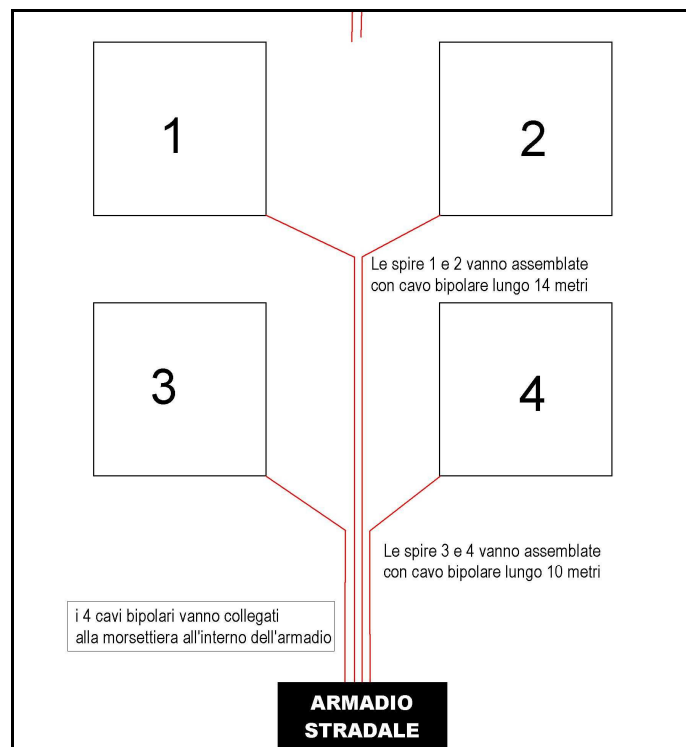 1
2
Le spire 1 e 2 vanno assemblate
con cavo bipolare lungo 14 metri
3
4
Le spire 3 e 4 vanno assemblate
con cavo bipolare lungo 10 metri
i 4 cavi bipolari vanno collegati
alla morsettiera all'interno dell'armadio
ARMADIO
STRADALE